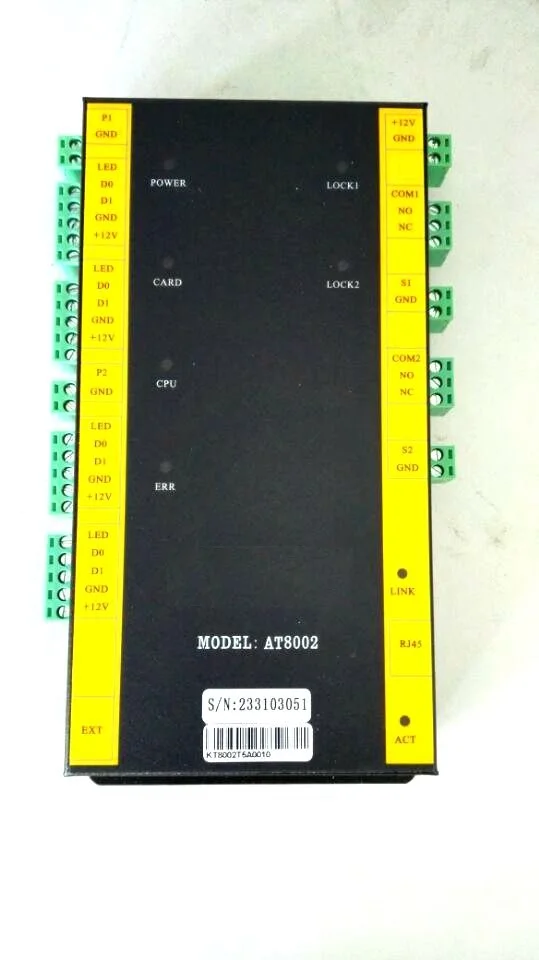 P1
GND
LED
D0
D1
GND
+12V
LED
D0
D1
GND
+12V
P2
GND
LED
D0
D1
GND
+12V
LED
D0
D1
GND
+12V
EXT
POWER
CARD
CPU
ERR
LOCK1
LOCK2
MODEL: AT8002
S/N:233103051
KT8002T5A0010
+12V
GND
COM1
NO
NC
S1
GND
COM2
NO
NC
S2
GND
LINK
RJ45
ACT